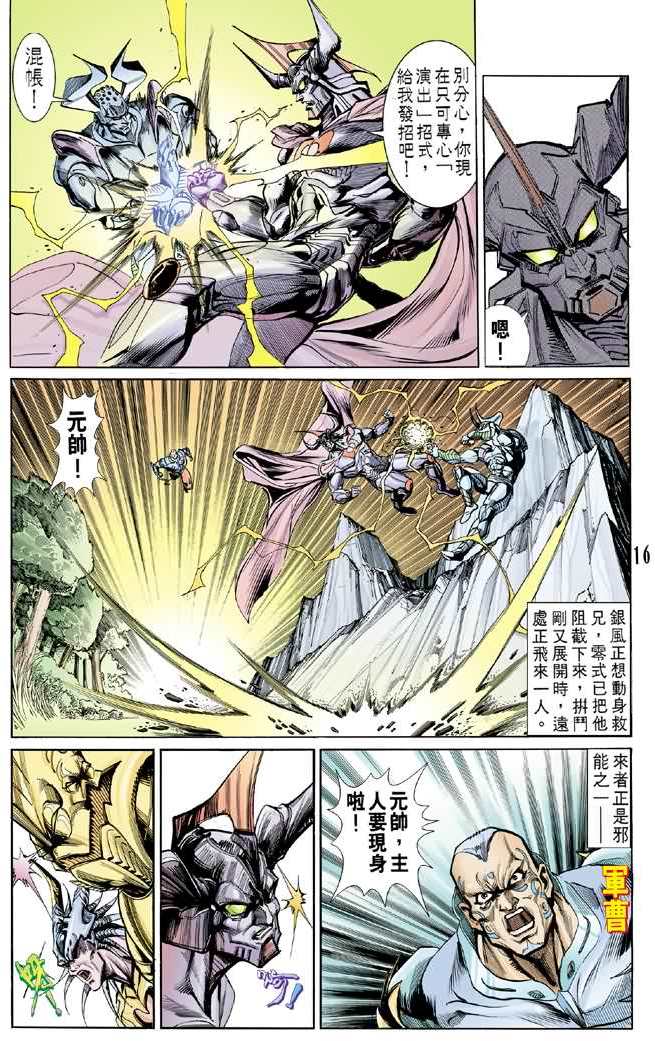 嗯！
別分心，你現
在只可專心「
演出」招式，
給我發招吧！
混帳！
元帥！
16
銀風正想動身救
兄，零式已把他
阻截下來，拚鬥
剛又展開時，遠
處正飛來一人。
來者正是邪
能之一——
軍曹
元帥，主
人要現身
啦！